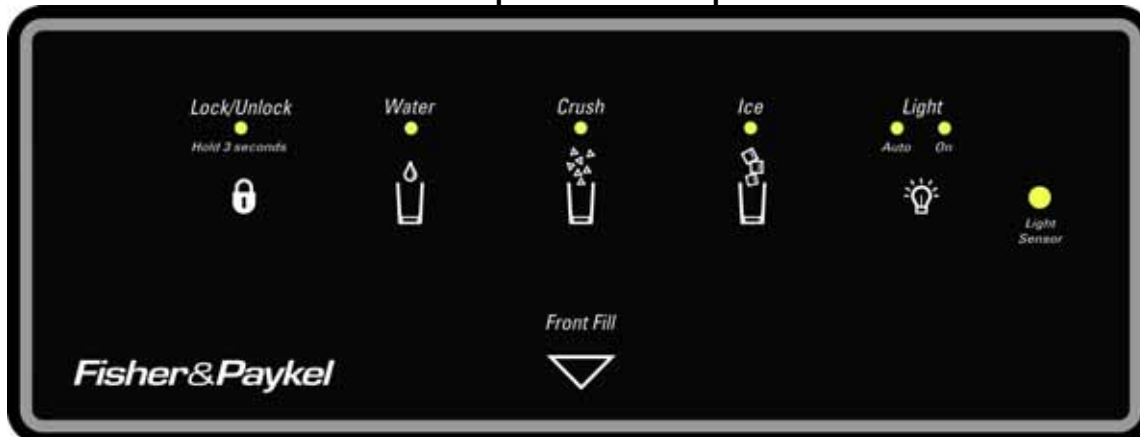 Lock/Unlock
Hold 3 seconds
Water
Crush
Ice
Light
Auto On
Light
Sensor
Front Fill
Fisher&Paykel